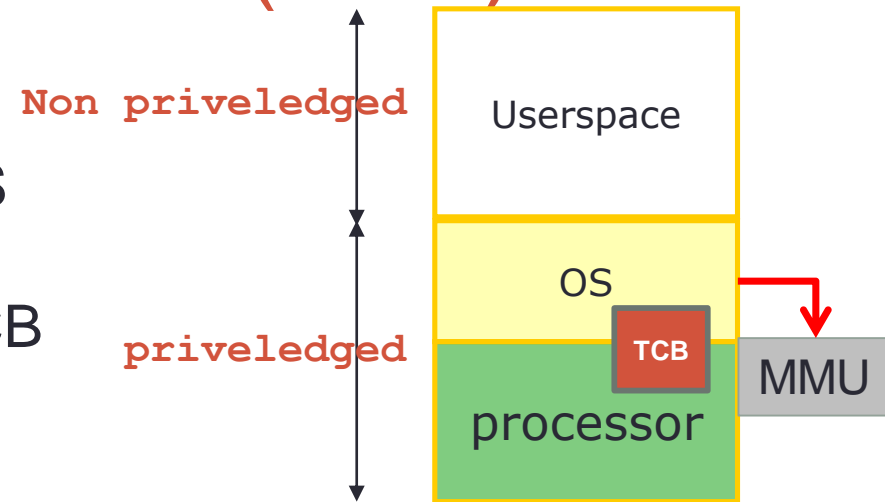 Non priveledged
Userspace
OS
TCB
priveledged
MMU
processor